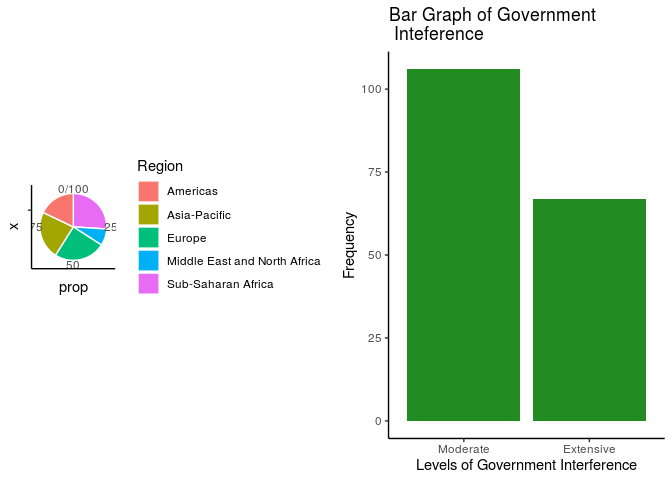 0/100
75
25
50
x
prop
Region
Americas
Asia-Pacific
Europe
Middle East and North Africa
Sub-Saharan Africa
Bar Graph of Government
Inteference
100
75
50
25
0
Frequency
Moderate
Extensive
Levels of Government Interference